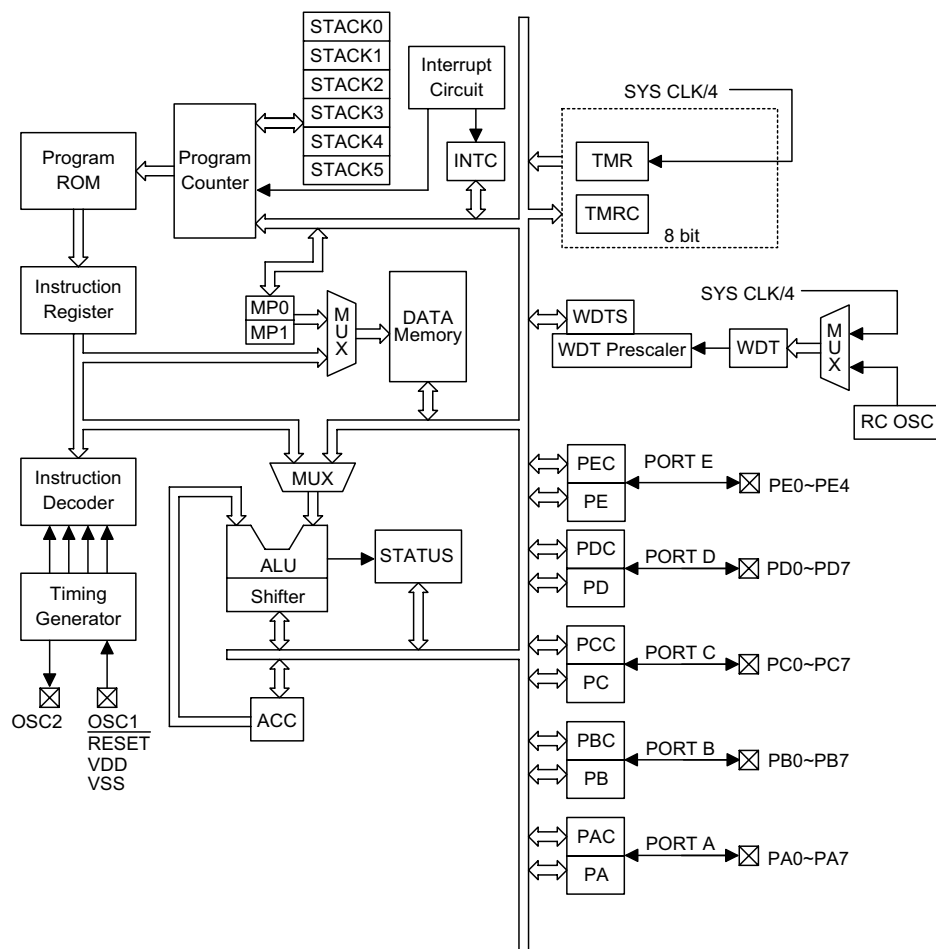 STACK0
STACK1
STACK2
STACK3
STACK4
STACK5
Interrupt
Circuit
INTC
Program
ROM
Program
Counter
SYS CLK/4
TMR
TMRC
8 bit
Instruction
Register
MP0
MP1
MUX
DATA
Memory
WDTS
WDT Prescaler
WDT
SYS CLK/4
MUX
RC OSC
Instruction
Decoder
MUX
ALU
Shifter
STATUS
Timing
Generator
OSC2
OSC1
RESET
VDD
VSS
ACC
PEC
PE
PORT E
PE0~PE4
PDC
PD
PORT D
PD0~PD7
PCC
PC
PORT C
PC0~PC7
PBC
PB
PORT B
PB0~PB7
PAC
PA
PORT A
PA0~PA7